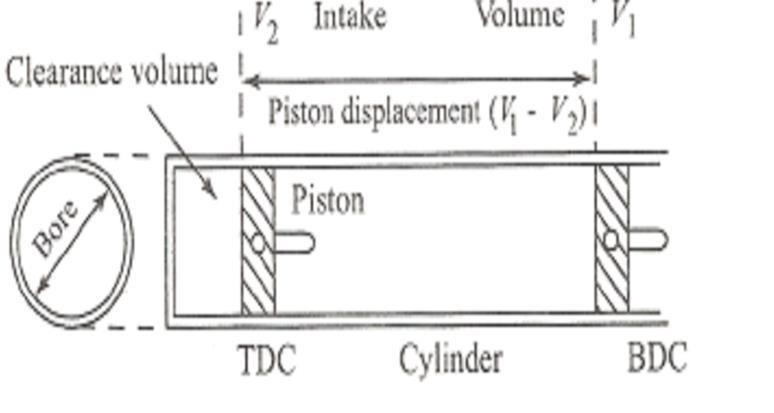 V₂ Intake Volume V₁
Clearance volume
Piston displacement (V₁ - V₂)
Piston
Bore
TDC Cylinder BDC